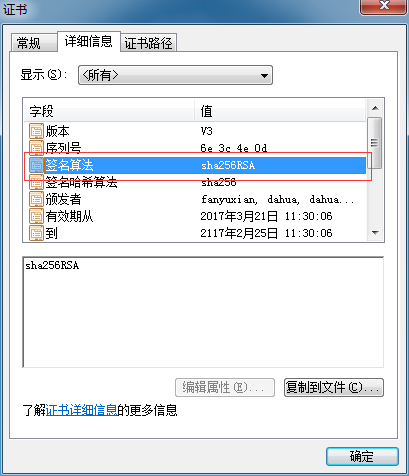 证书
常规 详细信息 证书路径
显示(S): <所有>
字段 值
版本 V3
序列号 6e 3c 4e 0d
签名算法 sha256RSA
签名哈希算法 sha256
颁发者 fanyuxian, dahua, dahua...
有效期从 2017年3月21日 11:30:06
到 2117年2月25日 11:30:06
sha256RSA
编辑属性(E)... 复制到文件(C)...
了解证书详细信息的更多信息
确定